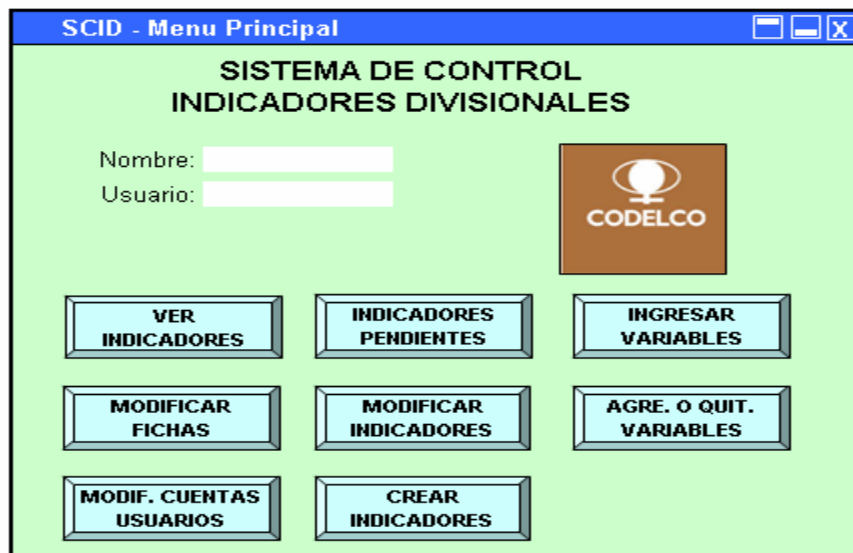 SCID - Menu Principal
X
SISTEMA DE CONTROL
INDICADORES DIVISIONALES
Nombre:
Usuario:
CODELCO
VER
INDICADORES
INDICADORES
PENDIENTES
INGRESAR
VARIABLES
MODIFICAR
FICHAS
MODIFICAR
INDICADORES
AGRE. O QUIT.
VARIABLES
MODIF. CUENTAS
USUARIOS
CREAR
INDICADORES